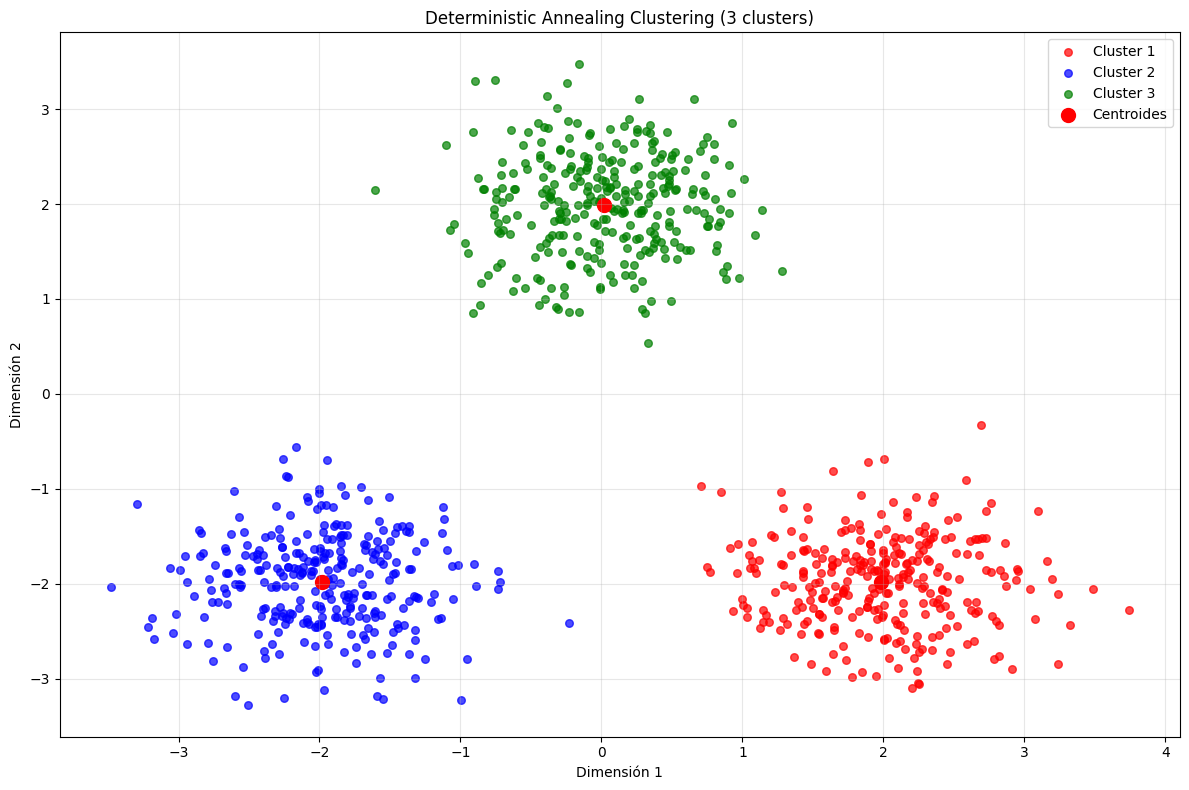 Deterministic Annealing Clustering (3 clusters)
Cluster 1
Cluster 2
Cluster 3
Centroides
3
2
1
0
−1
−2
−3
Dimensión 2
−3 −2 −1 0 1 2 3 4
Dimensión 1